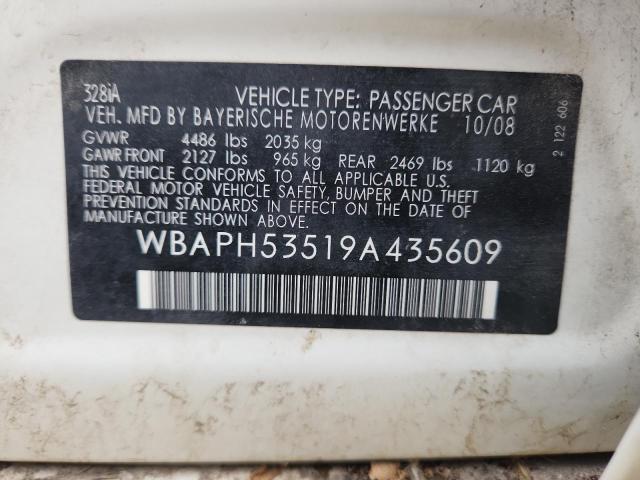 328iA VEHICLE TYPE: PASSENGER CAR
VEH. MFD BY BAYERISCHE MOTORENWERKE 10/08
GVWR 4486 lbs 2035 kg
GAWR FRONT 2127 lbs 965 kg REAR 2469 lbs 1120 kg
THIS VEHICLE CONFORMS TO ALL APPLICABLE U.S.
FEDERAL MOTOR VEHICLE SAFETY, BUMPER AND THEFT
PREVENTION STANDARDS IN EFFECT ON THE DATE OF
MANUFACTURE SHOWN ABOVE.
WBAPH53519A435609
2 122 606